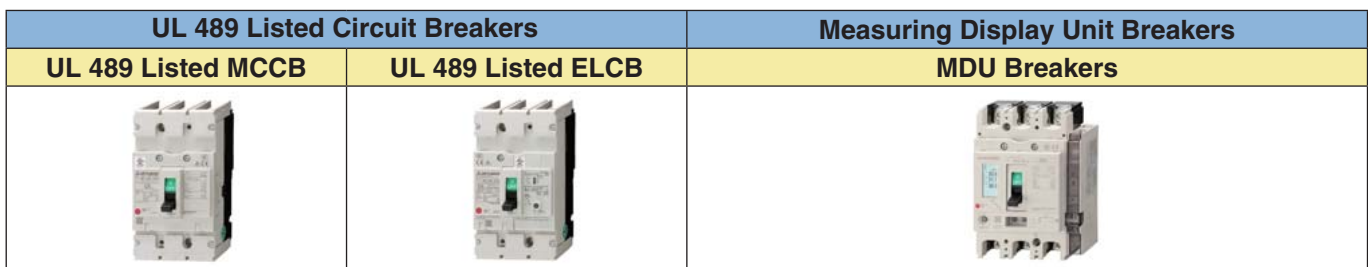 UL 489 Listed Circuit Breakers
Measuring Display Unit Breakers
UL 489 Listed MCCB
UL 489 Listed ELCB
MDU Breakers